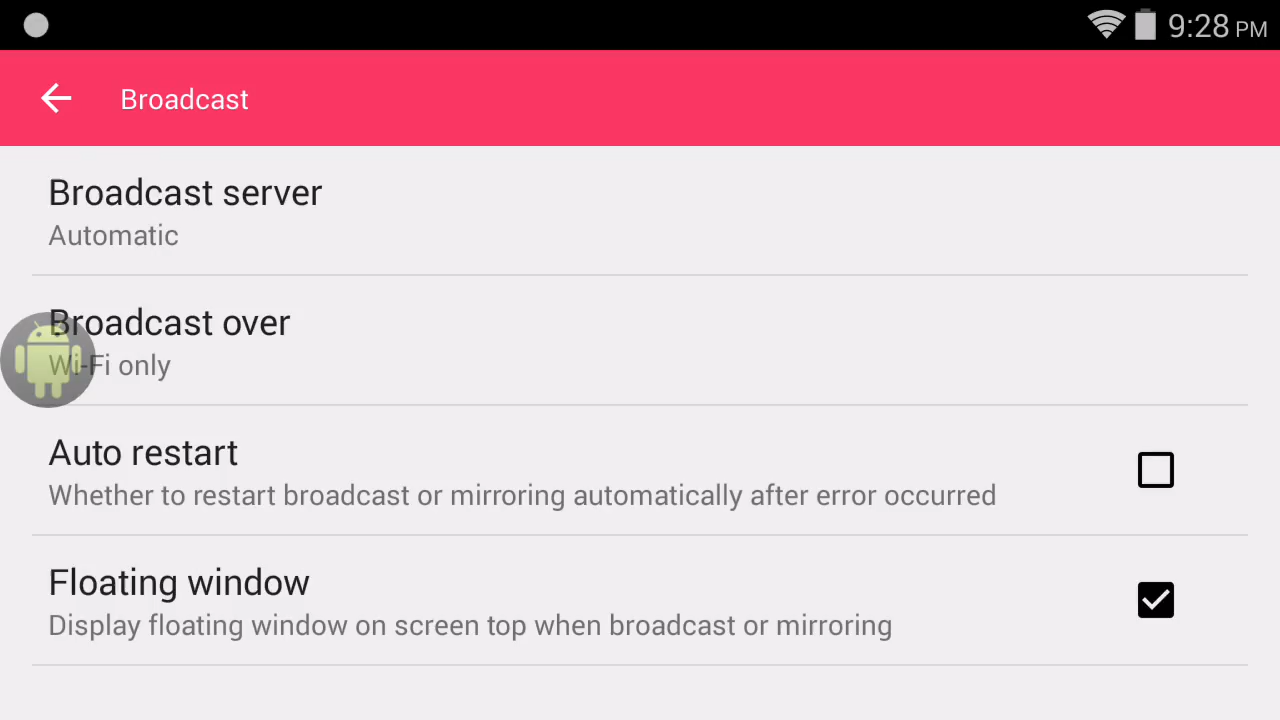 9:28 PM
Broadcast
Broadcast server
Automatic
Broadcast over
Wi-Fi only
Auto restart
Whether to restart broadcast or mirroring automatically after error occurred
Floating window
Display floating window on screen top when broadcast or mirroring